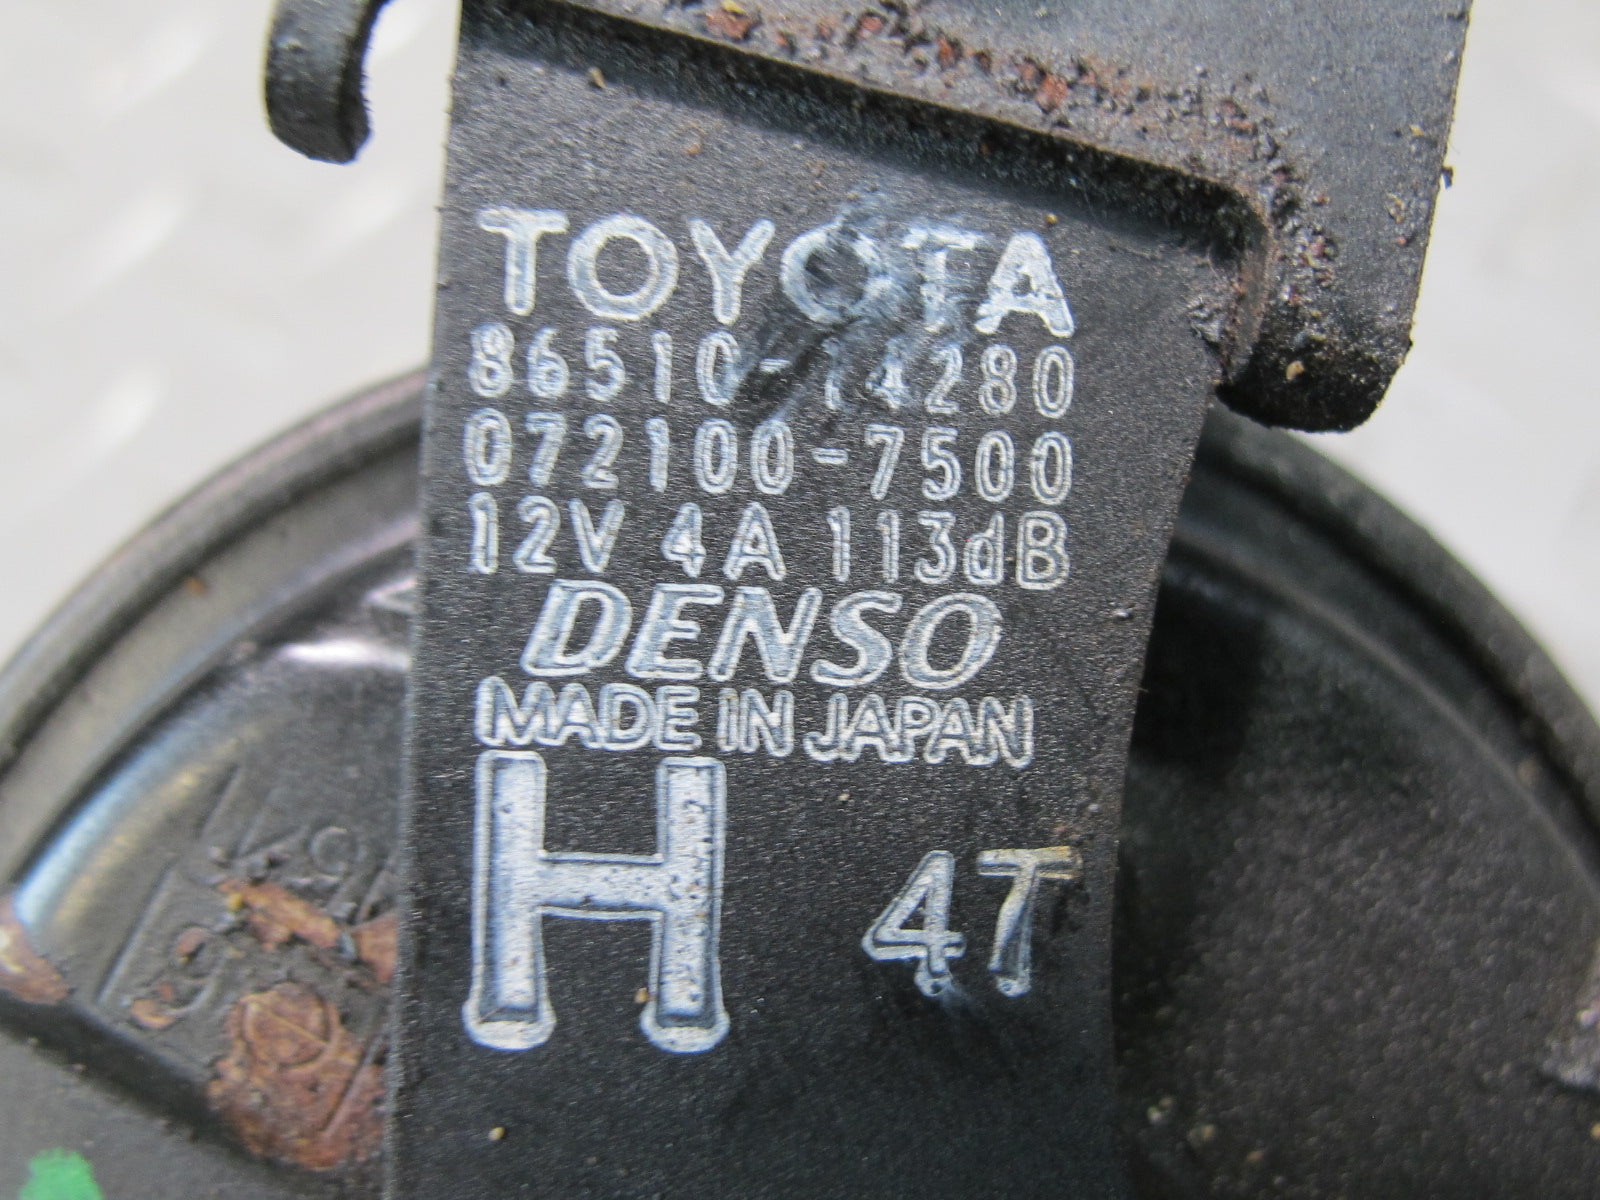 TOYOTA
86510-14280
072100-7500
12V 4A 113dB
DENSO
MADE IN JAPAN
H 4T